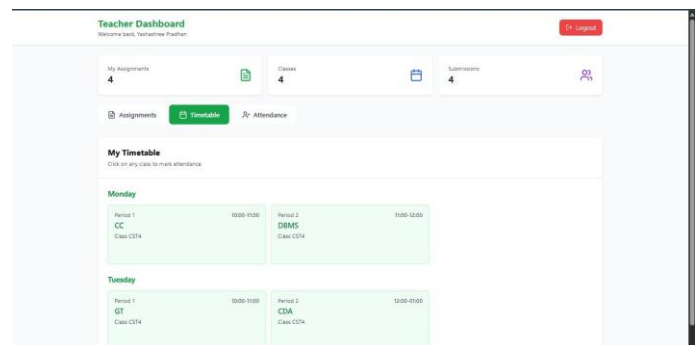 Teacher Dashboard
Welcome back, Yashashree Pradhan
Logout
My Assignments
4
Classes
4
Submissions
4
Assignments
Timetable
Attendance
My Timetable
Click on any class to mark attendance
Monday
Period 1 10:00-11:00
CC
Class CST4
Period 2 11:00-12:00
DBMS
Class CST4
Tuesday
Period 1 10:00-11:00
GT
Class CST4
Period 2 12:00-01:00
CDA
Class CST4